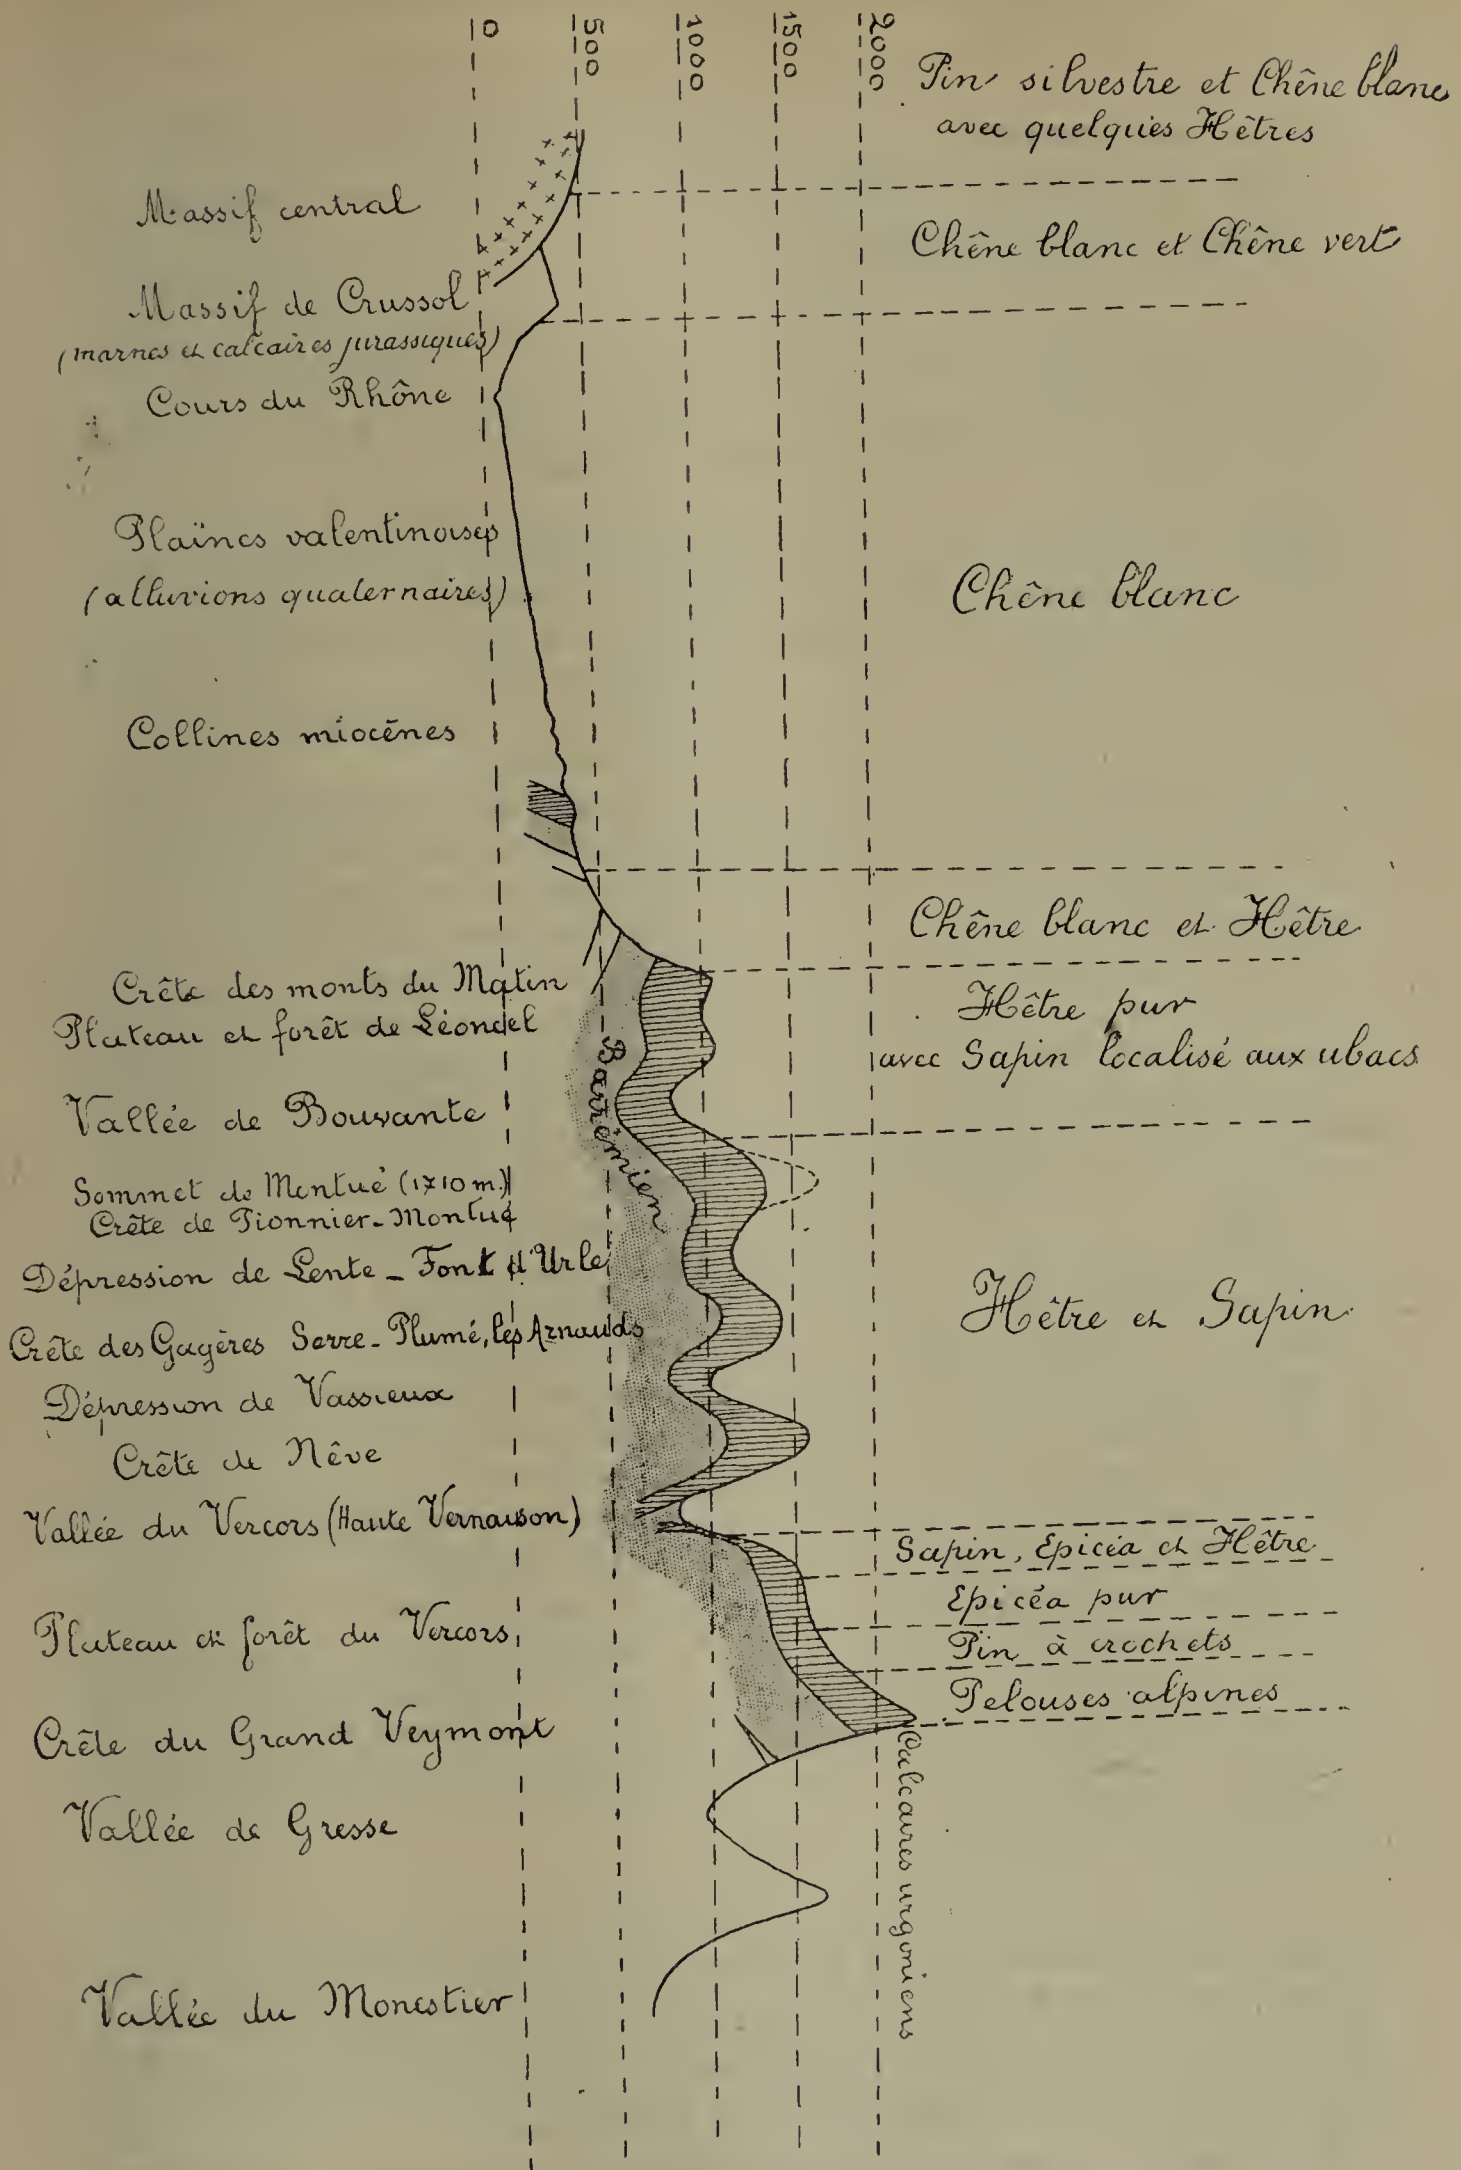 0
500
1000
1500
2000
Pin silvestre et Chêne blanc
avec quelques Hêtres
Massif central
Chêne blanc et Chêne vert
Massif de Crussol
(marnes et calcaires jurassiques)
Cours du Rhône
Plaines valentinoises
(alluvions quaternaires)
Chêne blanc
Collines miocènes
Chêne blanc et Hêtre
Crête des monts du Matin
Plateau et forêt de Léoncel
Hêtre pur
avec Sapin localisé aux ubacs
Barrémien
Vallée de Bouvante
Sommet de Montué (1710 m.)
Crête de Pionnier-Montué
Dépression de Lente - Font d'Urle
Hêtre et Sapin
Crête des Gagères Serre-Plumé, les Arnauds
Dépression de Vassieux
Crête de Nêve
Vallée du Vercors (Haute Vernaison)
Sapin, Epicéa et Hêtre
Epicéa pur
Plateau et forêt du Vercors
Pin à crochets
Pelouses alpines
Crête du Grand Veymont
Calcaires urgoniens
Vallée de Gresse
Vallée du Monestier